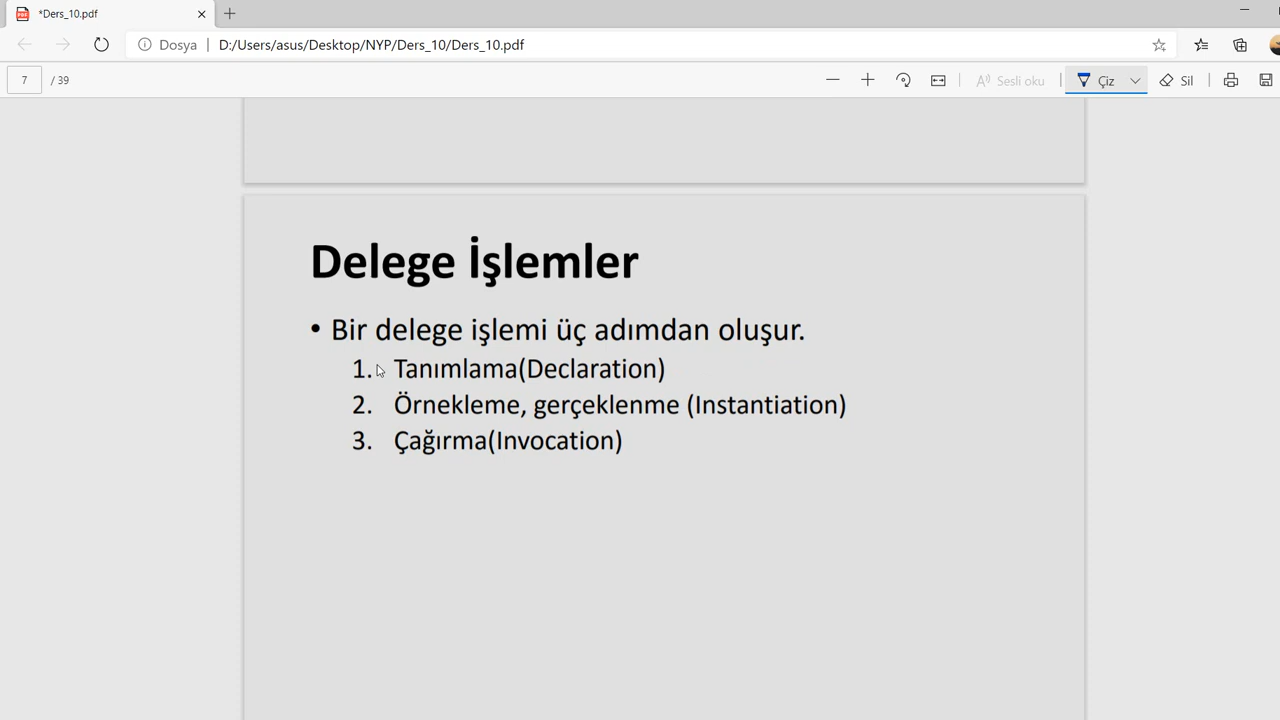 *Ders_10.pdf
Dosya | D:/Users/asus/Desktop/NYP/Ders_10/Ders_10.pdf
7 / 39 Sesli oku Çiz Sil
Delege İşlemler
• Bir delege işlemi üç adımdan oluşur.
1. Tanımlama(Declaration)
2. Örnekleme, gerçeklenme (Instantiation)
3. Çağırma(Invocation)